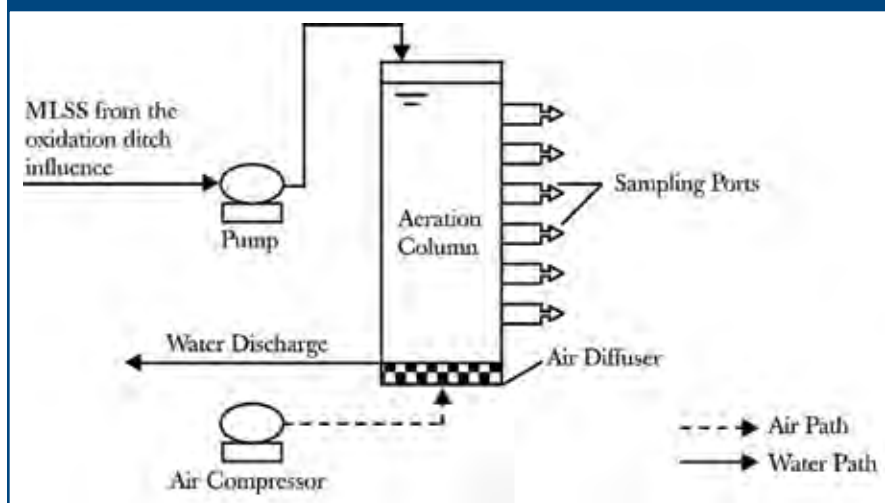 MLSS from the
oxidation ditch
influence
Pump
Aeration
Column
Sampling Ports
Water Discharge
Air Diffuser
Air Compressor
Air Path
Water Path